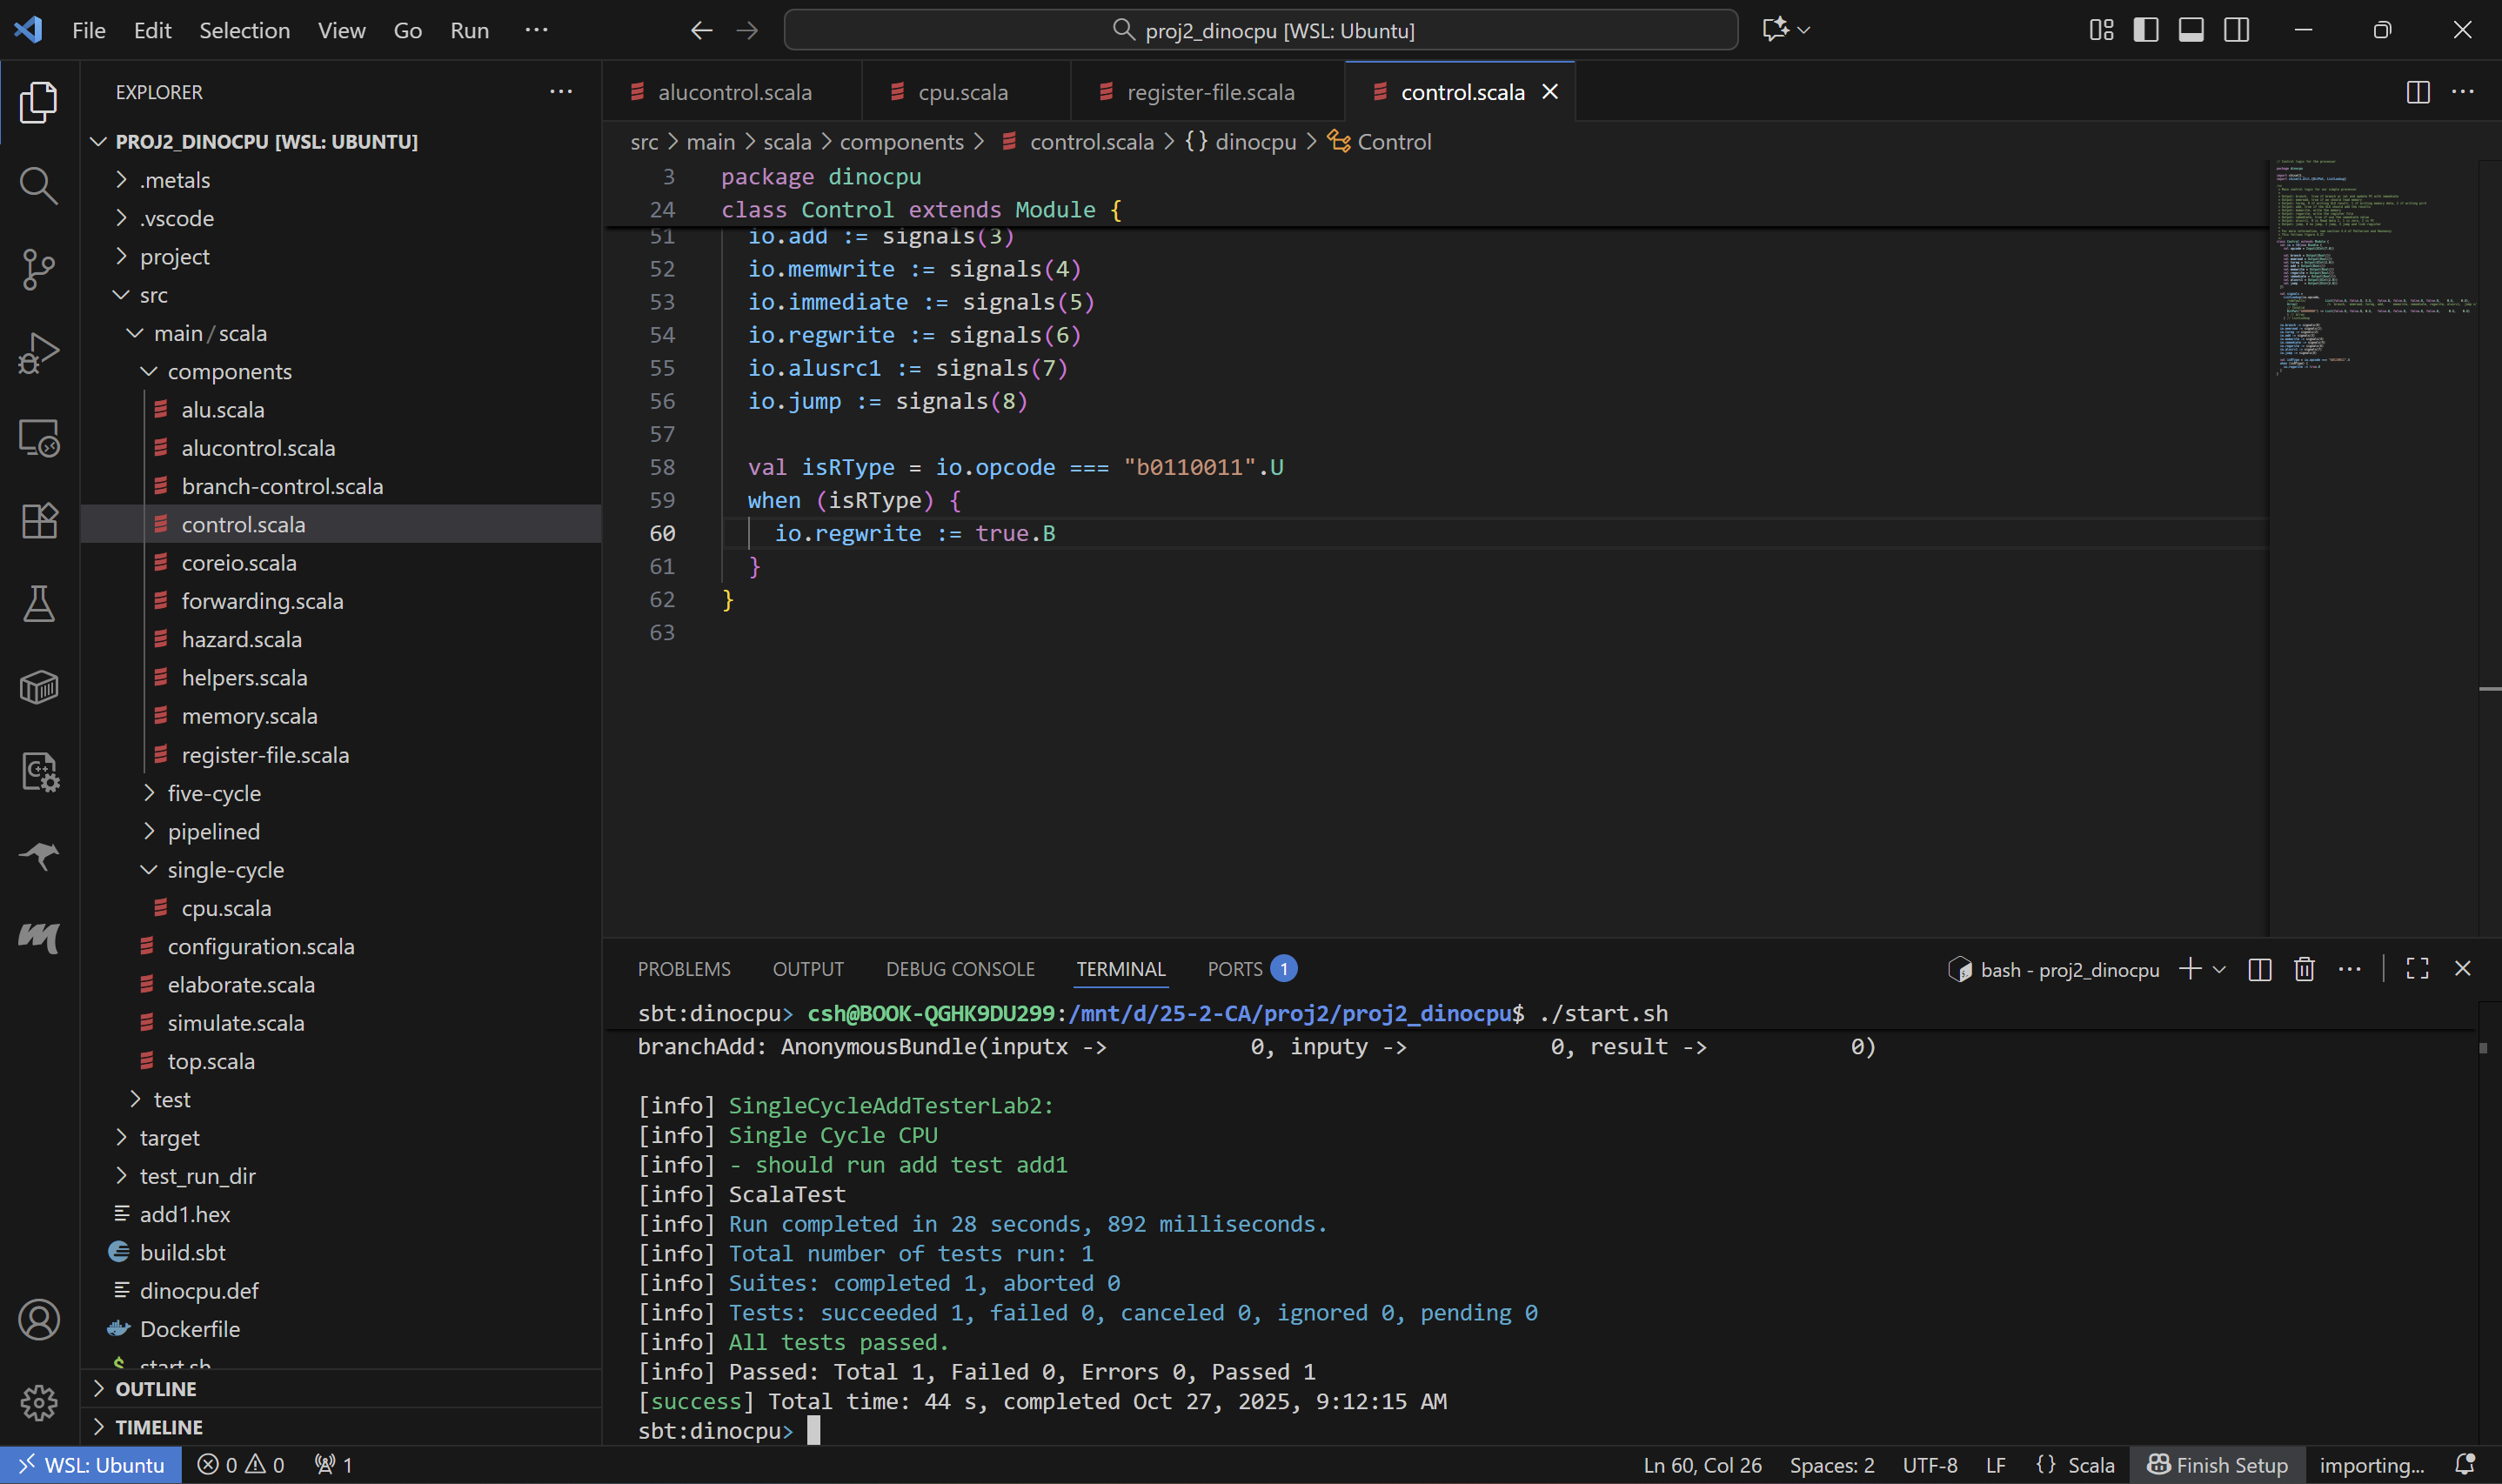 File Edit Selection View Go Run ···
proj2_dinocpu [WSL: Ubuntu]
EXPLORER
PROJ2_DINOCPU [WSL: UBUNTU]
.metals
.vscode
project
src
main/scala
components
alu.scala
alucontrol.scala
branch-control.scala
control.scala
coreio.scala
forwarding.scala
hazard.scala
helpers.scala
memory.scala
register-file.scala
five-cycle
pipelined
single-cycle
cpu.scala
configuration.scala
elaborate.scala
simulate.scala
top.scala
test
target
test_run_dir
add1.hex
build.sbt
dinocpu.def
Dockerfile
start.sh
OUTLINE
TIMELINE
alucontrol.scala cpu.scala register-file.scala control.scala
src > main > scala > components > control.scala > {} dinocpu > Control
3 package dinocpu
24 class Control extends Module {
51 io.add := signals(3)
52 io.memwrite := signals(4)
53 io.immediate := signals(5)
54 io.regwrite := signals(6)
55 io.alusrc1 := signals(7)
56 io.jump := signals(8)
57
58 val isRType = io.opcode === "b0110011".U
59 when (isRType) {
60 io.regwrite := true.B
61 }
62 }
63
PROBLEMS OUTPUT DEBUG CONSOLE TERMINAL PORTS 1
bash - proj2_dinocpu
sbt:dinocpu> csh@BOOK-QGHK9DU299:/mnt/d/25-2-CA/proj2/proj2_dinocpu$ ./start.sh
branchAdd: AnonymousBundle(inputx -> 0, inputy -> 0, result -> 0)
[info] SingleCycleAddTesterLab2:
[info] Single Cycle CPU
[info] - should run add test add1
[info] ScalaTest
[info] Run completed in 28 seconds, 892 milliseconds.
[info] Total number of tests run: 1
[info] Suites: completed 1, aborted 0
[info] Tests: succeeded 1, failed 0, canceled 0, ignored 0, pending 0
[info] All tests passed.
[info] Passed: Total 1, Failed 0, Errors 0, Passed 1
[success] Total time: 44 s, completed Oct 27, 2025, 9:12:15 AM
sbt:dinocpu>
WSL: Ubuntu 0 0 1 Ln 60, Col 26 Spaces: 2 UTF-8 LF {} Scala Finish Setup importing...